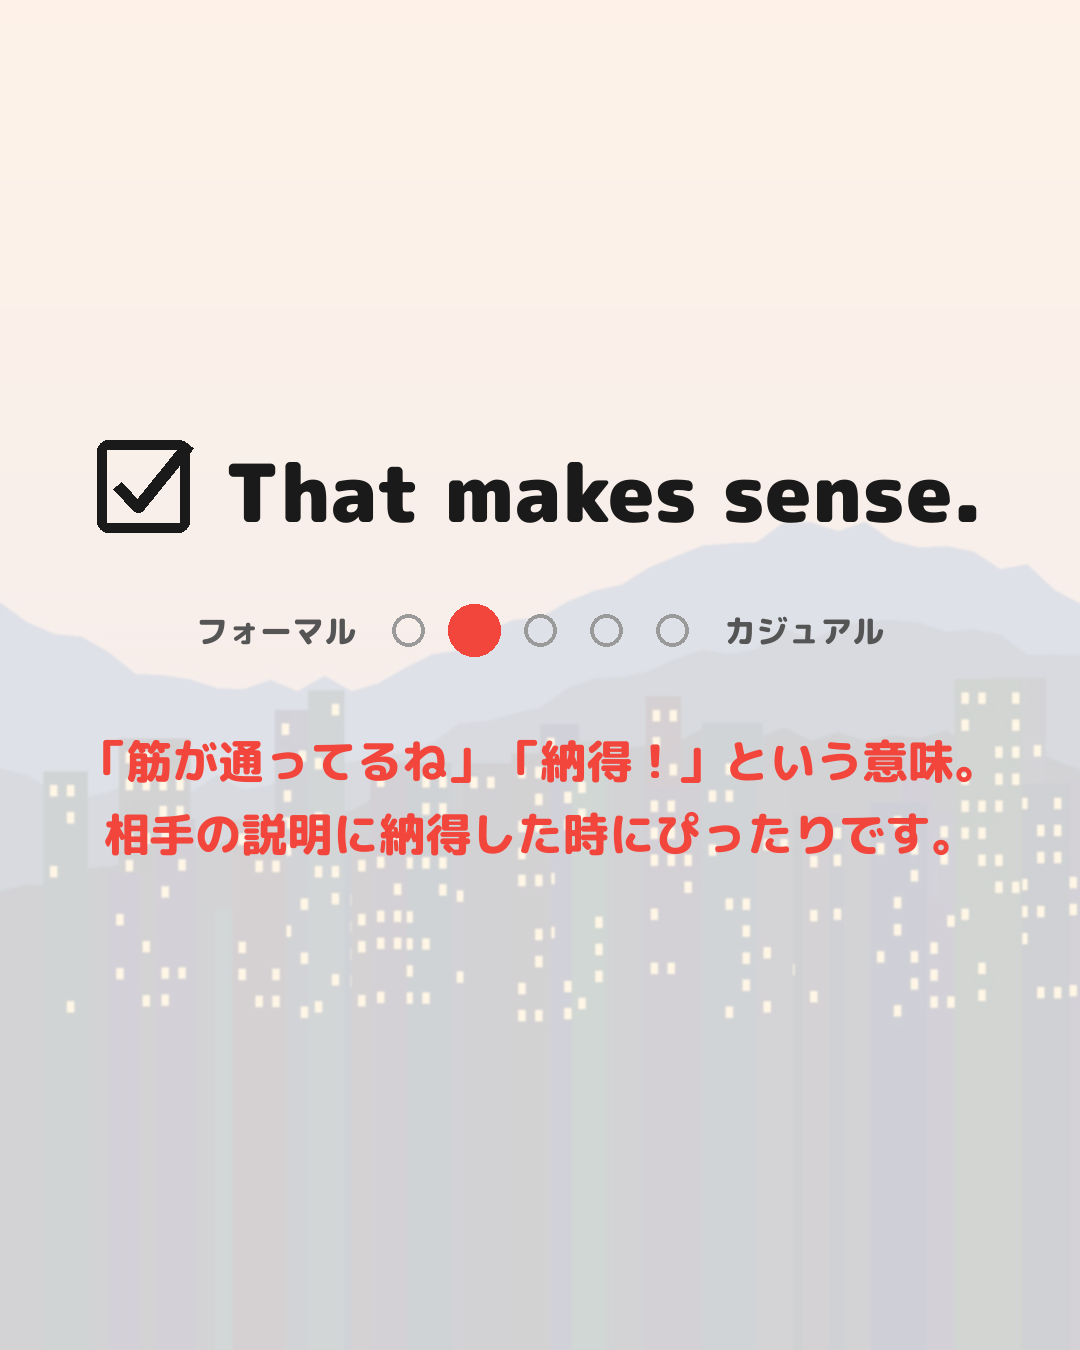 That makes sense.
フォーマル カジュアル
「筋が通ってるね」「納得！」という意味。
相手の説明に納得した時にぴったりです。